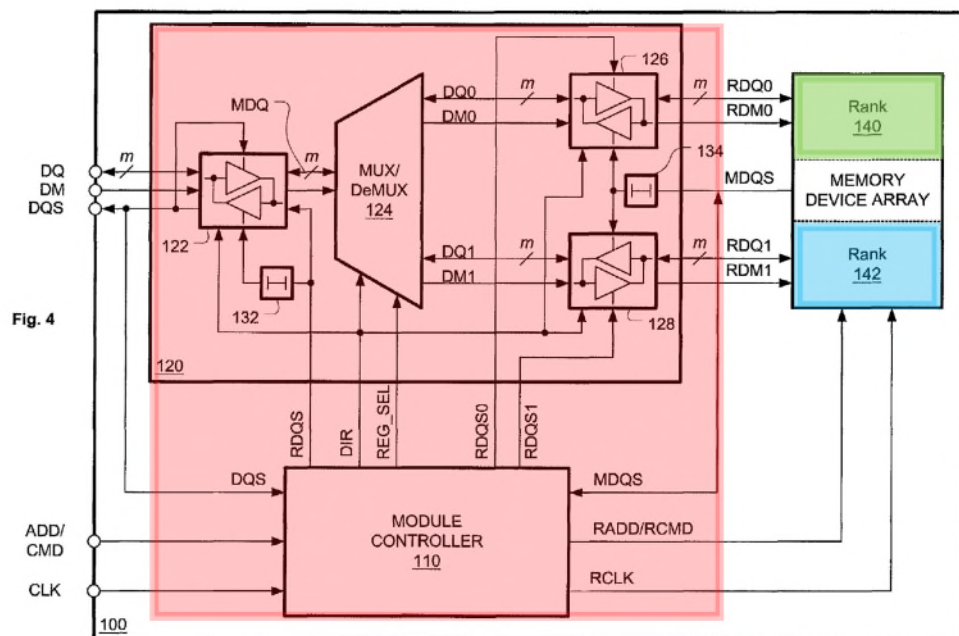 126
DQ0
m
m
RDQ0
MDQ
DM0
RDM0
Rank
140
134
m
m
MUX/
DeMUX
124
DQ
DM
DQS
MDQS
MEMORY
DEVICE ARRAY
122
DQ1
m
m
RDQ1
DM1
RDM1
Rank
142
132
128
Fig. 4
120
RDQS
DIR
REG_SEL
RDQS0
RDQS1
DQS
MDQS
ADD/
CMD
MODULE
CONTROLLER
110
RADD/RCMD
CLK
RCLK
100